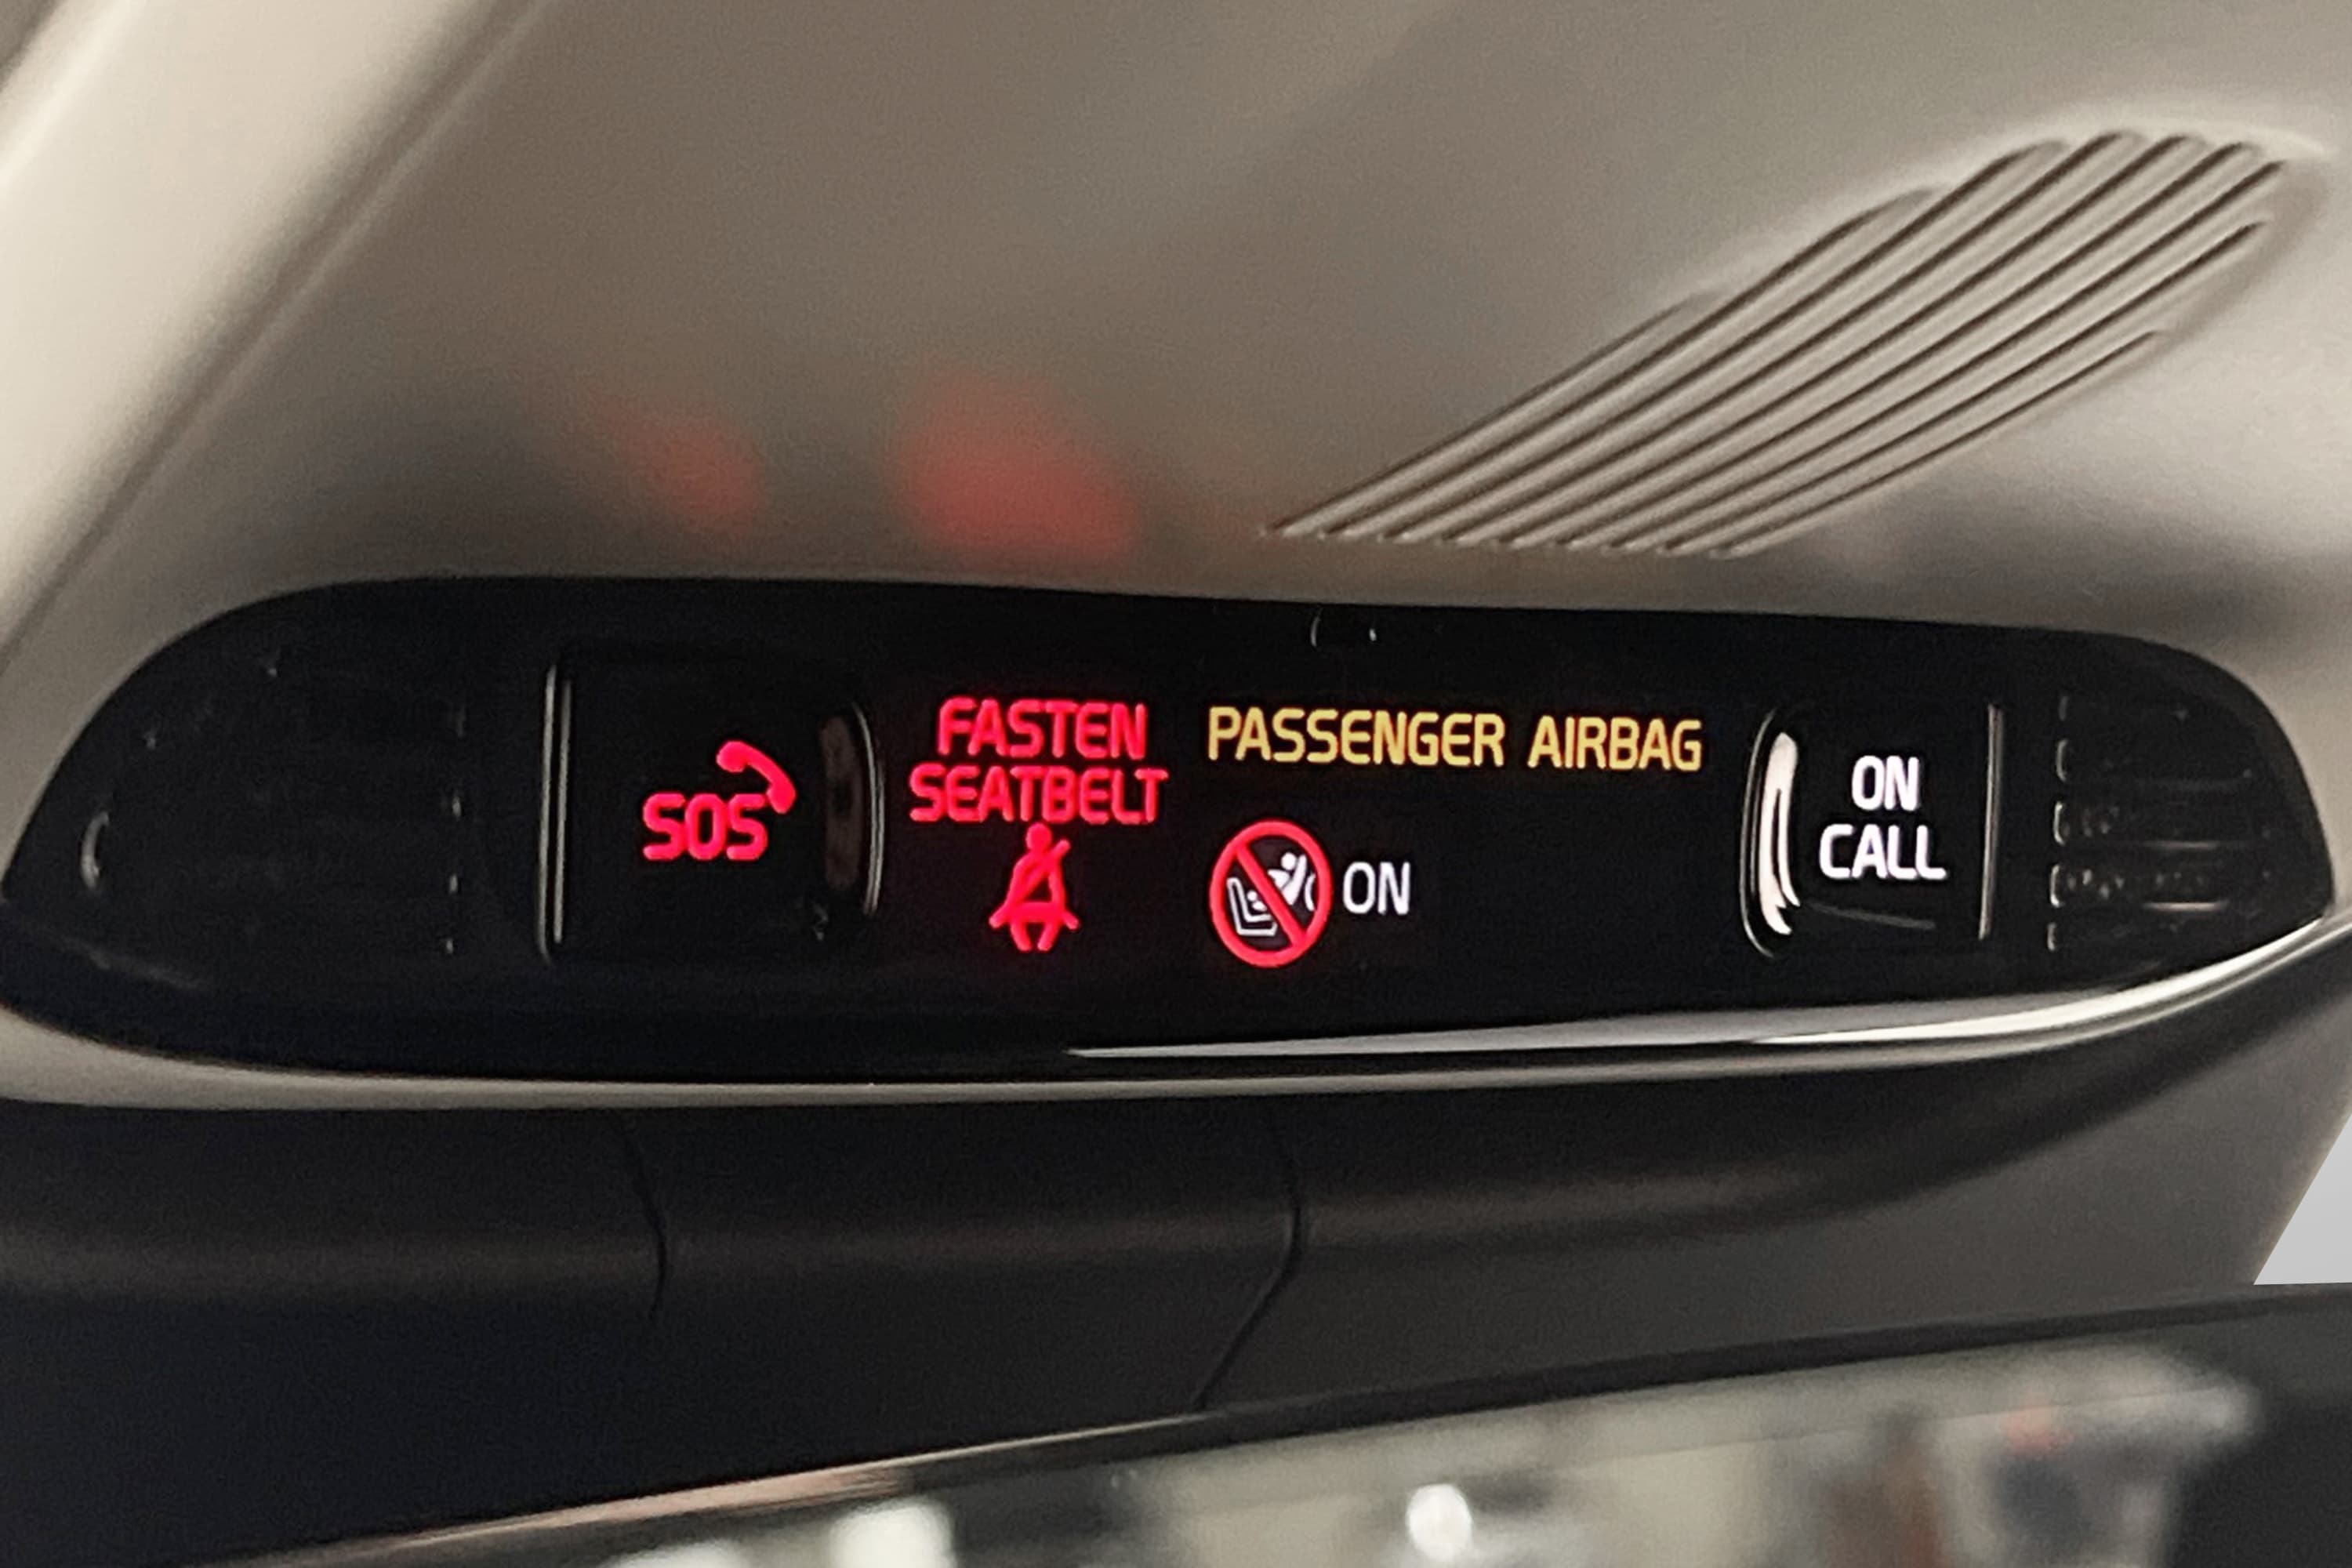 SOS
FASTEN
SEATBELT
PASSENGER AIRBAG
ON
ON
CALL